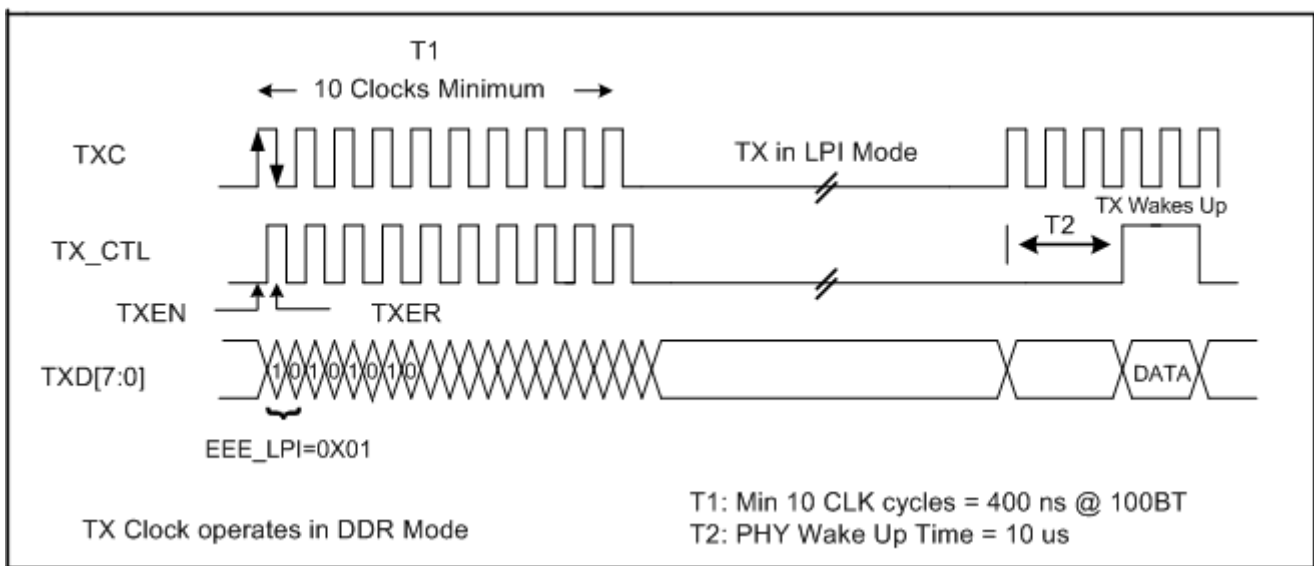 T1
10 Clocks Minimum
TXC
TX in LPI Mode
TX Wakes Up
T2
TX_CTL
TXEN
TXER
TXD[7:0]
1 0 1 0 1 0 1 0
DATA
EEE_LPI=0X01
TX Clock operates in DDR Mode
T1: Min 10 CLK cycles = 400 ns @ 100BT
T2: PHY Wake Up Time = 10 us